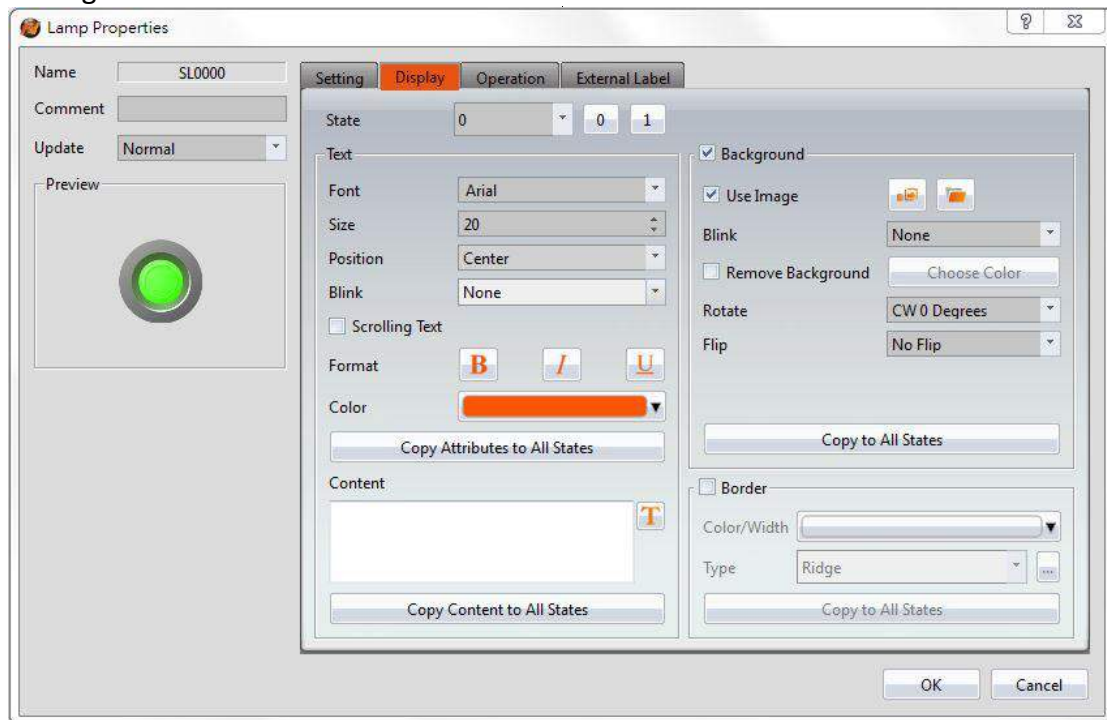 Lamp Properties
Name SL0000
Comment
Update Normal
Preview
Setting Display Operation External Label
State 0 0 1
Text
Font Arial
Size 20
Position Center
Blink None
Scrolling Text
Format B I U
Color
Copy Attributes to All States
Content
T
Copy Content to All States
Background
Use Image
Blink None
Remove Background Choose Color
Rotate CW 0 Degrees
Flip No Flip
Copy to All States
Border
Color/Width
Type Ridge ...
Copy to All States
OK Cancel